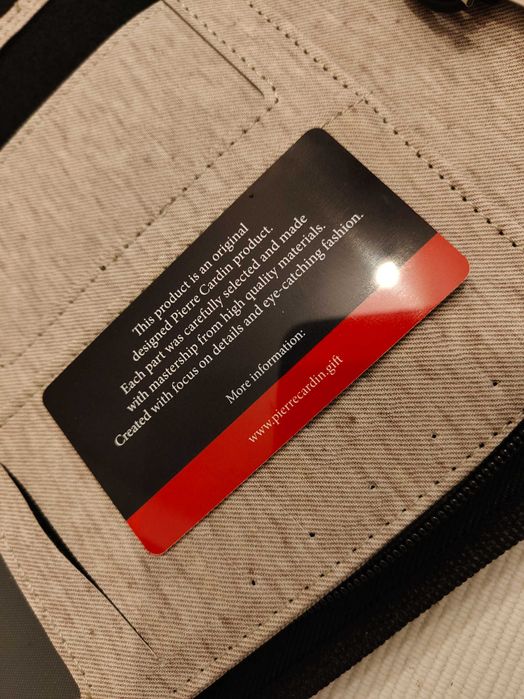 This product is an original
designed Pierre Cardin product.
Each part was carefully selected and made
with mastership from high quality materials.
Created with focus on details and eye-catching fashion.
More information:
www.pierrecardin.gift